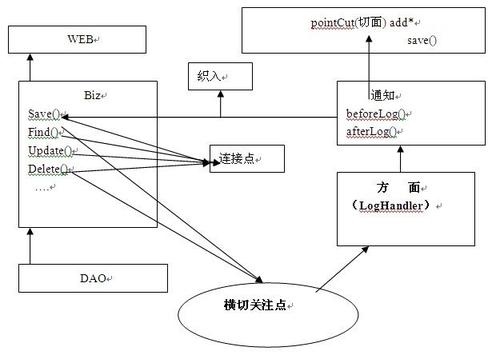 WEB
pointCut(切面) add*
save()
织入
Biz
Save()
Find()
Update()
Delete()
….
通知
beforeLog()
afterLog()
连接点
方 面
（LogHandler）
DAO
横切关注点